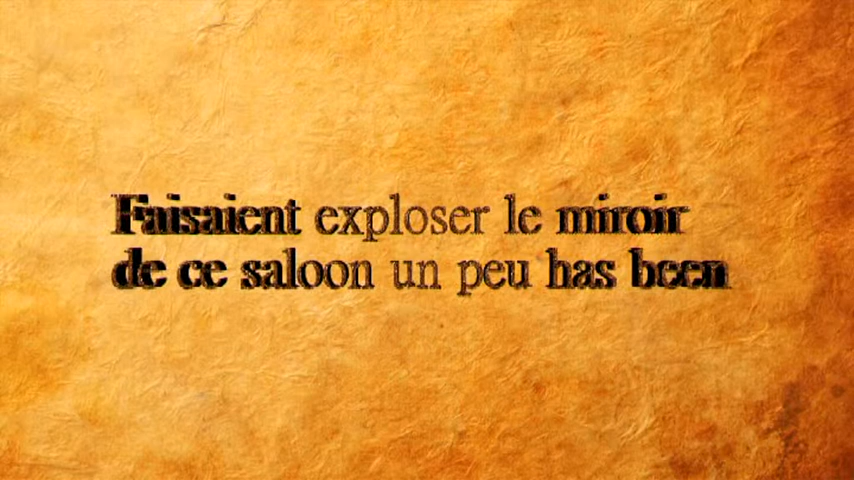 Faisaient exploser le miroir
de ce saloon un peu has been